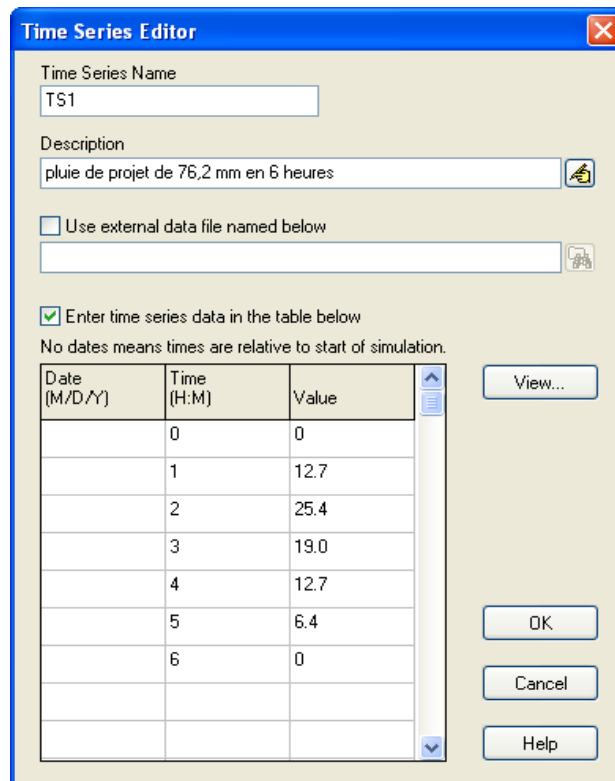 Time Series Editor
Time Series Name
TS1
Description
pluie de projet de 76,2 mm en 6 heures
Use external data file named below
Enter time series data in the table below
No dates means times are relative to start of simulation.
Date (M/D/Y) Time (H:M) Value
0 0
1 12.7
2 25.4
3 19.0
4 12.7
5 6.4
6 0
View...
OK
Cancel
Help